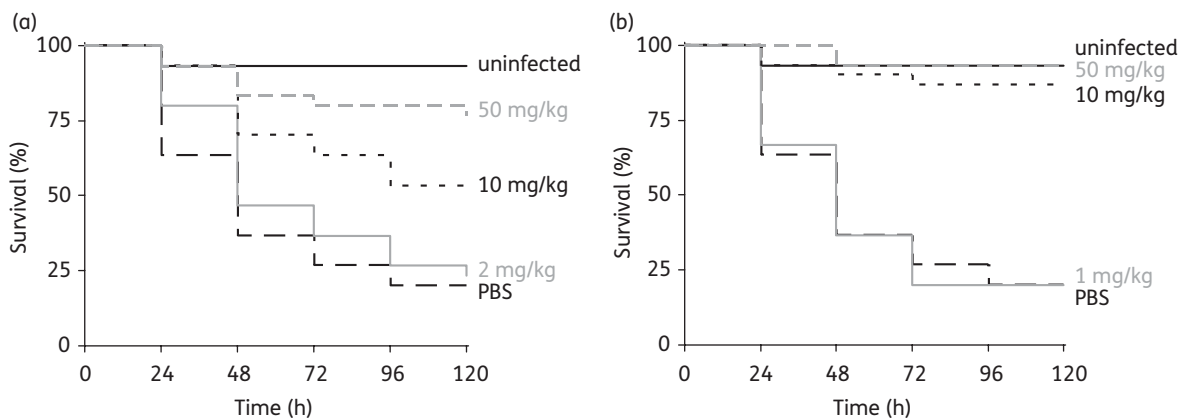 (a)
100
75
50
25
0
Survival (%)
uninfected
50 mg/kg
10 mg/kg
2 mg/kg
PBS
0 24 48 72 96 120
Time (h)
(b)
100
75
50
25
0
Survival (%)
uninfected
50 mg/kg
10 mg/kg
1 mg/kg
PBS
0 24 48 72 96 120
Time (h)